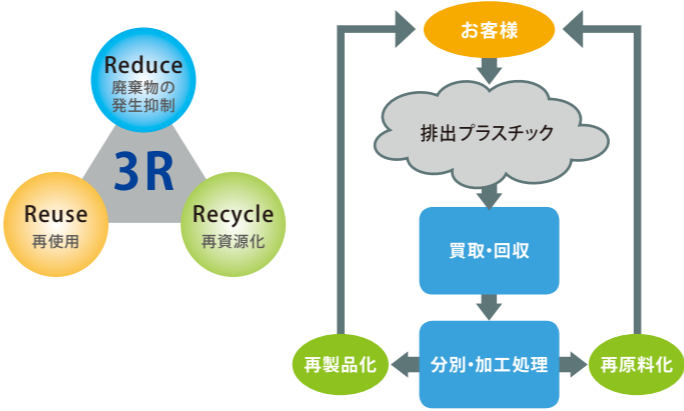 Reduce
廃棄物の
発生抑制
3R
Reuse
再使用
Recycle
再資源化
お客様
排出プラスチック
買取・回収
再製品化
分別・加工処理
再原料化